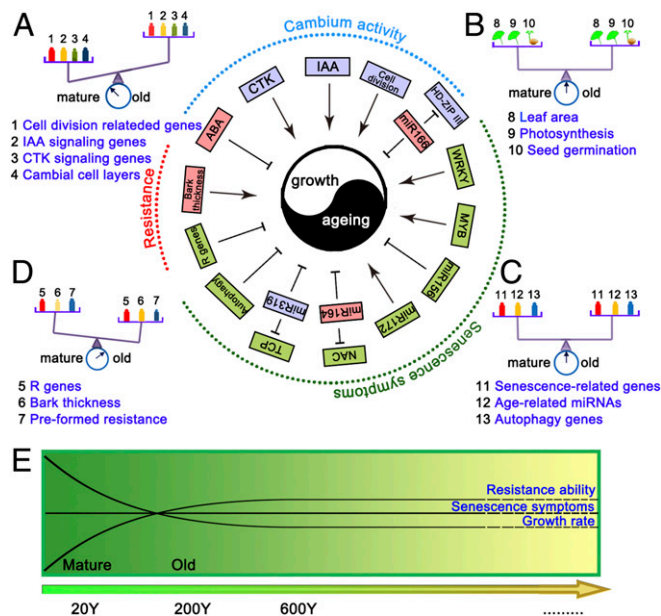 A
1 2 3 4
1 2 3 4
mature old
1 Cell division relateded genes
2 IAA signaling genes
3 CTK signaling genes
4 Cambial cell layers
Cambium activity
IAA
CTK
Cell division
HD-ZIP III
miR166
ABA
Bark thickness
R genes
Autophagy
miR319
TCP
miR164
NAC
miR172
miR156
MYB
WRKY
growth
ageing
Resistance
Senescence symptoms
B
8 9 10
8 9 10
mature old
8 Leaf area
9 Photosynthesis
10 Seed germination
D
5 6 7
5 6 7
mature old
5 R genes
6 Bark thickness
7 Pre-formed resistance
C
11 12 13
11 12 13
mature old
11 Senescence-related genes
12 Age-related miRNAs
13 Autophagy genes
E
Resistance ability
Senescence symptoms
Growth rate
Mature Old
20Y 200Y 600Y .........